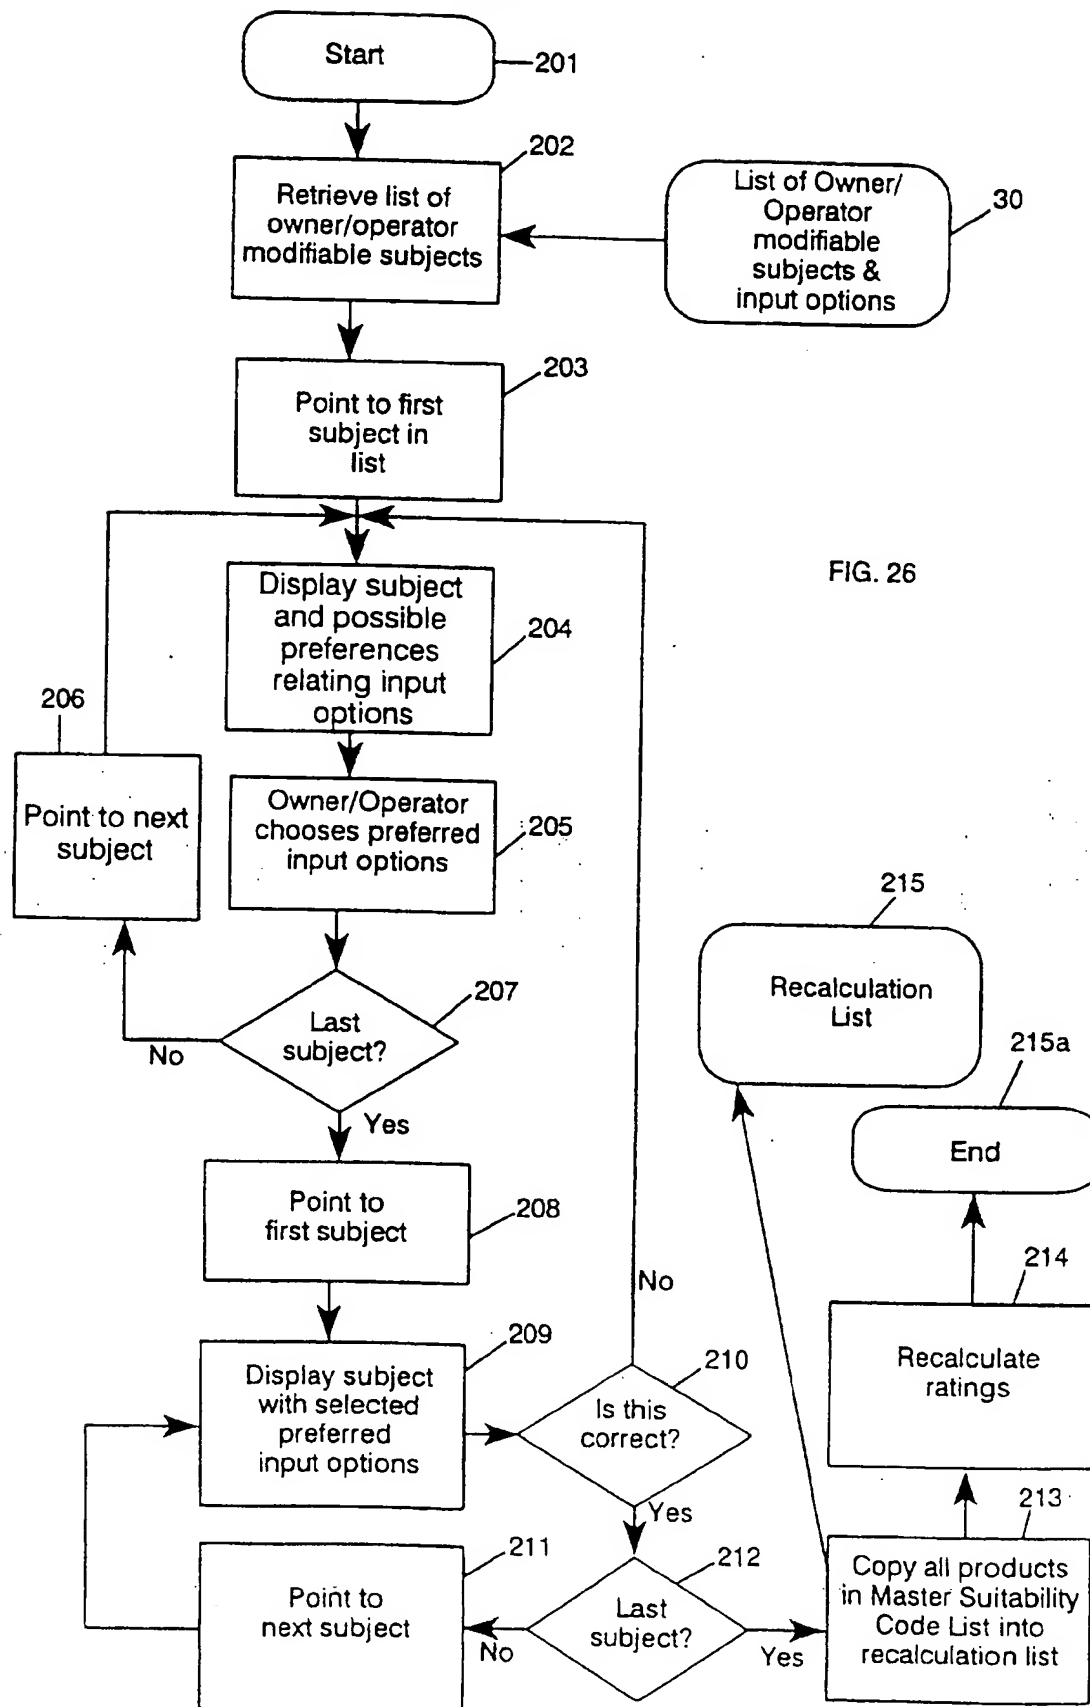 Start
201
202
Retrieve list of
owner/operator
modifiable subjects
List of Owner/
Operator
modifiable
subjects &
input options
30
203
Point to first
subject in
list
FIG. 26
Display subject
and possible
preferences
relating input
options
204
206
Point to next
subject
Owner/Operator
chooses preferred
input options
205
215
Recalculation
List
207
Last
subject?
No
Yes
215a
End
Point to
first subject
208
No
214
Recalculate
ratings
209
Display subject
with selected
preferred
input options
210
Is this
correct?
Yes
211
Point to
next subject
No
212
Last
subject?
Yes
213
Copy all products
in Master Suitability
Code List into
recalculation list